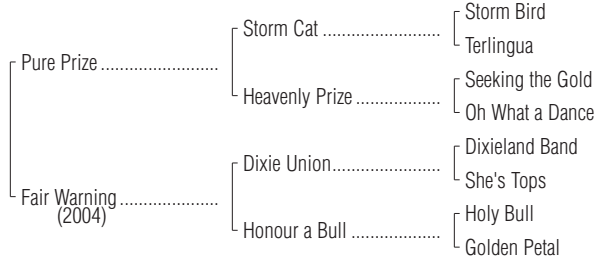 Storm Bird
Storm Cat ........................
Terlingua
Pure Prize ........................
Seeking the Gold
Heavenly Prize .................
Oh What a Dance
Dixieland Band
Dixie Union......................
She's Tops
Fair Warning ....................
(2004)
Holy Bull
Honour a Bull ..................
Golden Petal